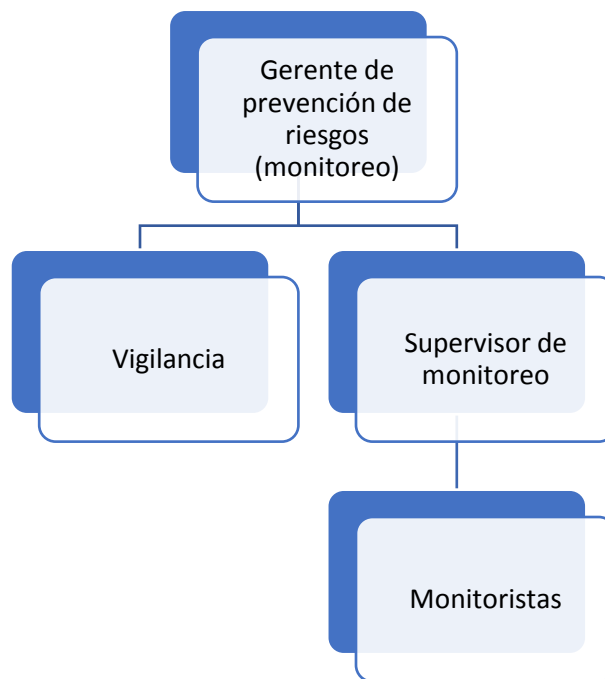 Gerente de
prevención de
riesgos
(monitoreo)
Vigilancia
Supervisor de
monitoreo
Monitoristas